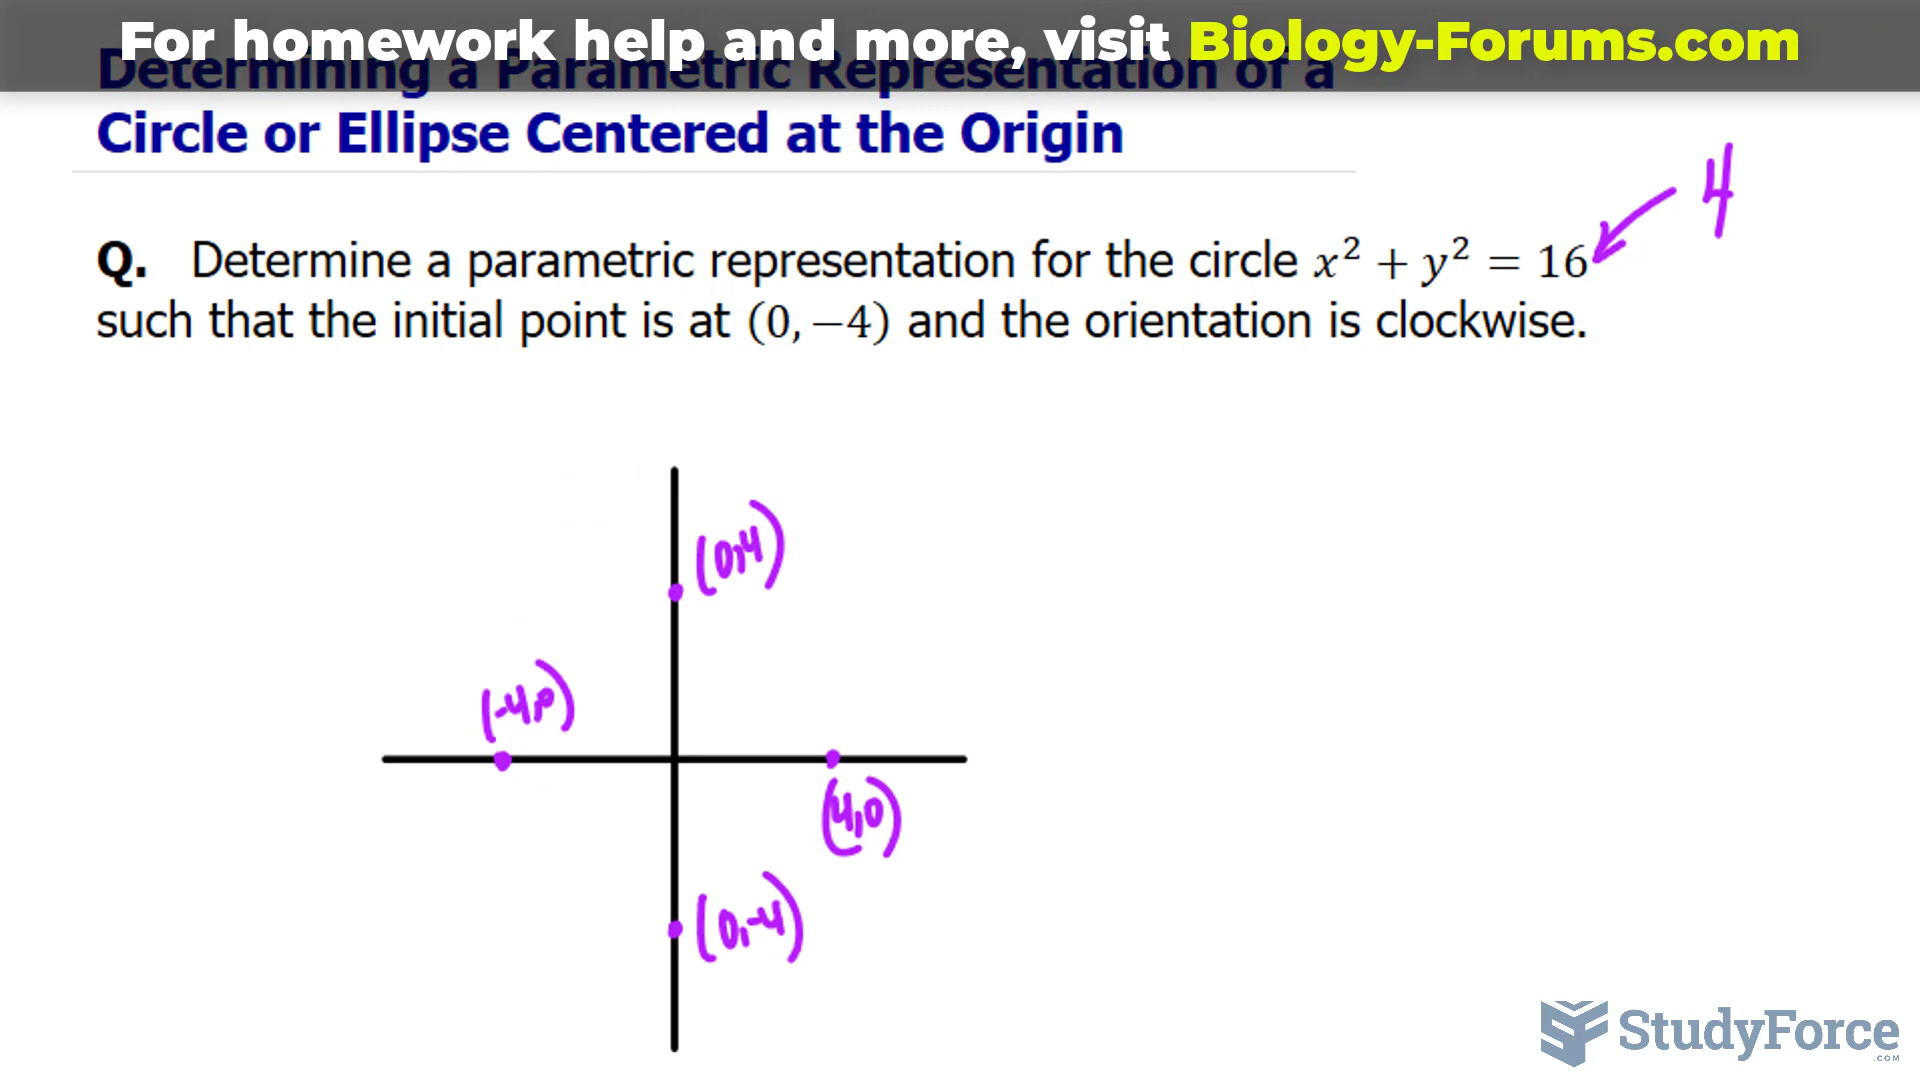 For homework help and more, visit Biology-Forums.com
Determining a Parametric Representation of a
Circle or Ellipse Centered at the Origin
4
Q. Determine a parametric representation for the circle x² + y² = 16
such that the initial point is at (0, −4) and the orientation is clockwise.
(0,4)
(-4,0)
(4,0)
(0,-4)
StudyForce
.COM